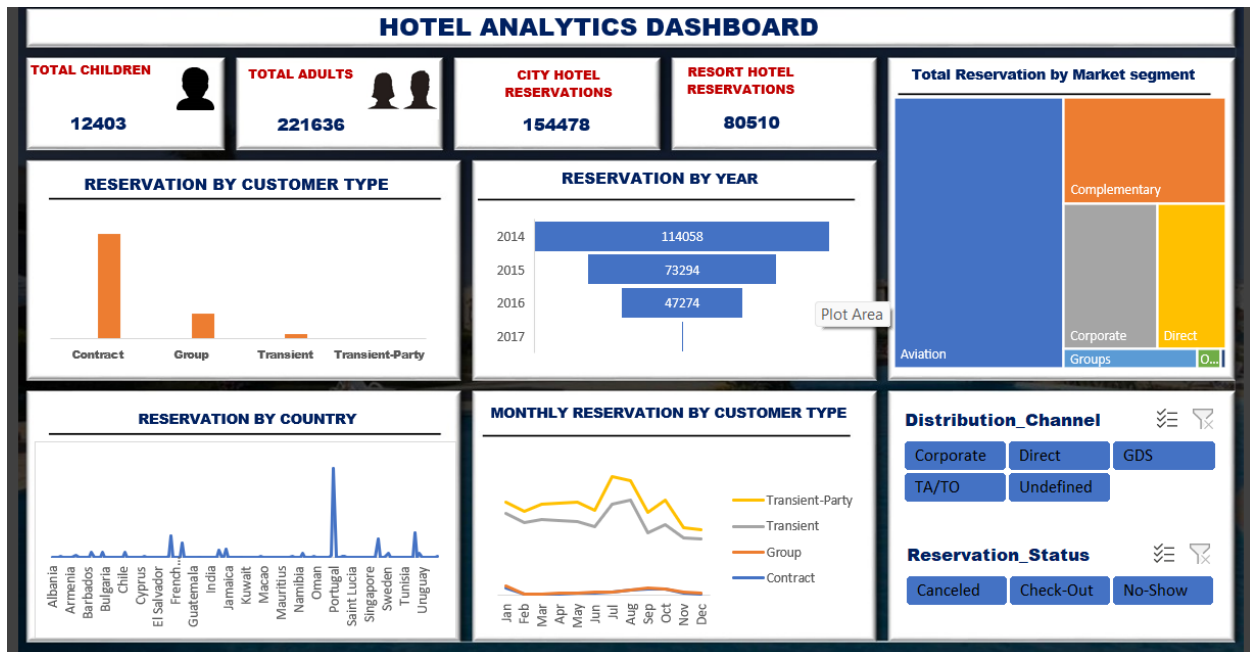 HOTEL ANALYTICS DASHBOARD
TOTAL CHILDREN
12403
TOTAL ADULTS
221636
CITY HOTEL
RESERVATIONS
154478
RESORT HOTEL
RESERVATIONS
80510
Total Reservation by Market segment
Aviation
Complementary
Corporate
Direct
Groups
O...
RESERVATION BY CUSTOMER TYPE
Contract
Group
Transient
Transient-Party
RESERVATION BY YEAR
2014
114058
2015
73294
2016
47274
2017
Plot Area
RESERVATION BY COUNTRY
Albania
Armenia
Barbados
Bulgaria
Chile
Cyprus
El Salvador
French...
Guatemala
India
Jamaica
Kuwait
Macao
Mauritius
Namibia
Oman
Portugal
Saint Lucia
Singapore
Sweden
Tunisia
Uruguay
MONTHLY RESERVATION BY CUSTOMER TYPE
Transient-Party
Transient
Group
Contract
Jan
Feb
Mar
Apr
May
Jun
Jul
Aug
Sep
Oct
Nov
Dec
Distribution_Channel
Corporate
Direct
GDS
TA/TO
Undefined
Reservation_Status
Canceled
Check-Out
No-Show